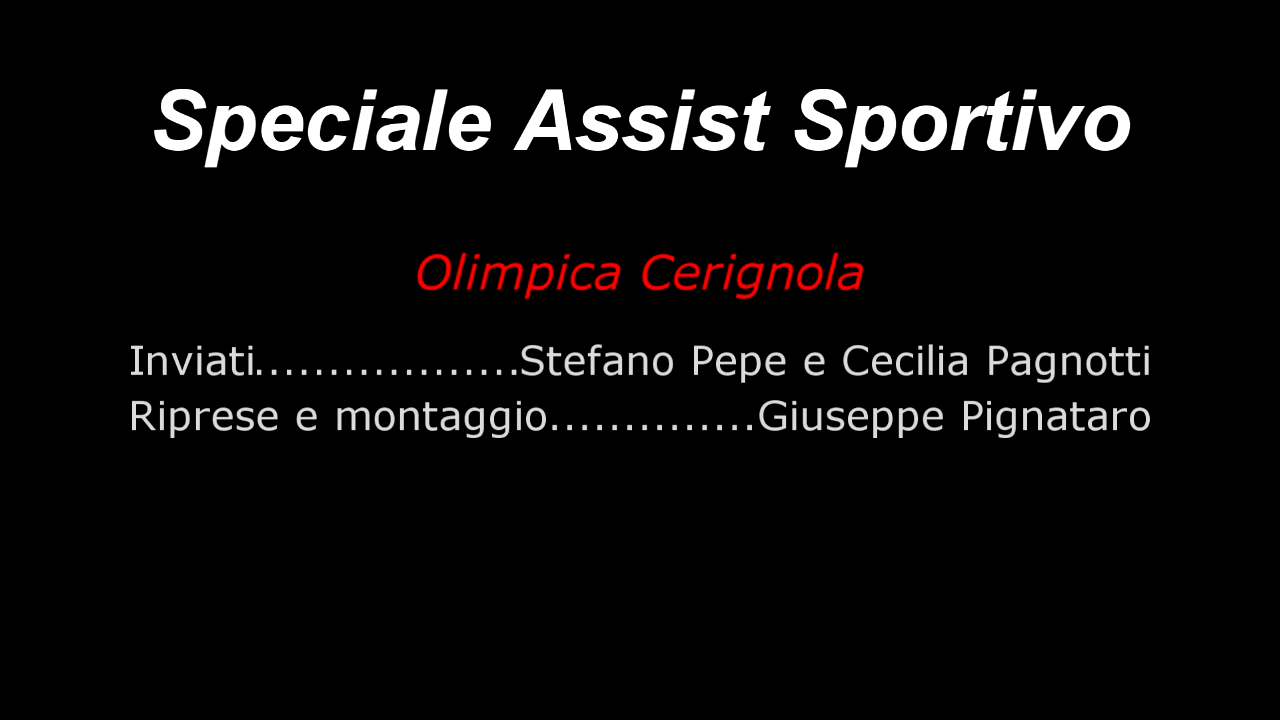 Speciale Assist Sportivo
Olimpica Cerignola
Inviati..................Stefano Pepe e Cecilia Pagnotti
Riprese e montaggio..............Giuseppe Pignataro